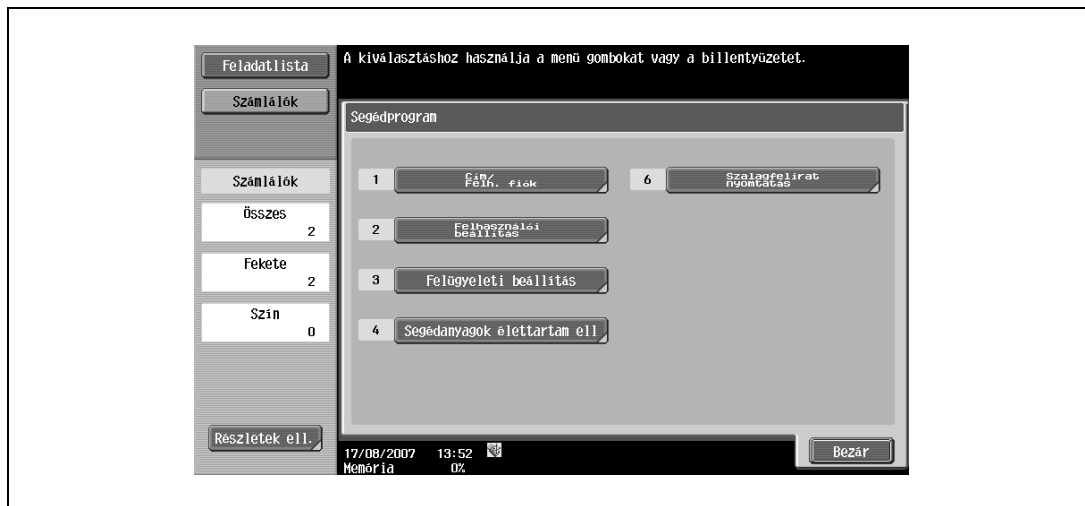 Feladatlista
Számlálók
A kiválasztáshoz használja a menü gombokat vagy a billentyűzetet.
Segédprogram
1 Cím/
Felh. fiók
6 Szalagfelirat
nyomtatás
2 Felhasználói
beállítás
3 Felügyeleti beállítás
4 Segédanyagok élettartam ell
Számlálók
Összes
2
Fekete
2
Szín
0
Részletek ell.
17/08/2007 13:52
Memória 0%
Bezár